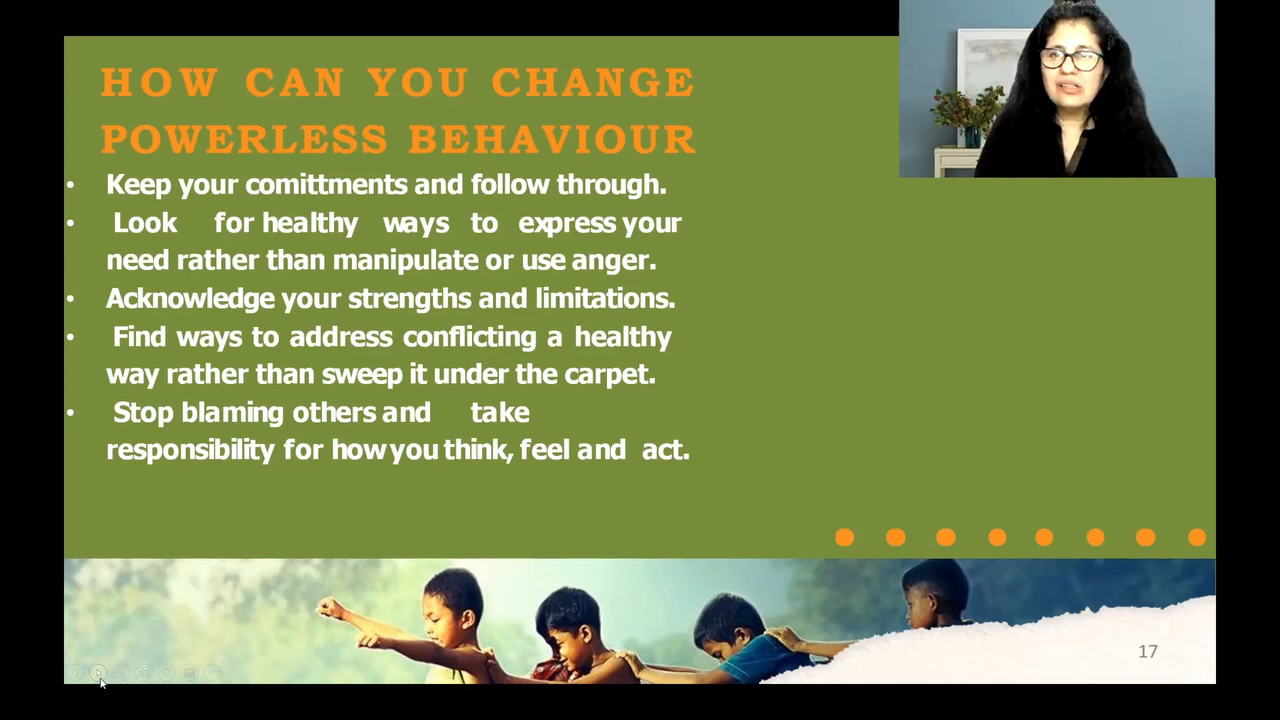 HOW CAN YOU CHANGE
POWERLESS BEHAVIOUR
• Keep your comittments and follow through.
• Look for healthy ways to express your
need rather than manipulate or use anger.
• Acknowledge your strengths and limitations.
• Find ways to address conflicting a healthy
way rather than sweep it under the carpet.
• Stop blaming others and take
responsibility for how you think, feel and act.
17